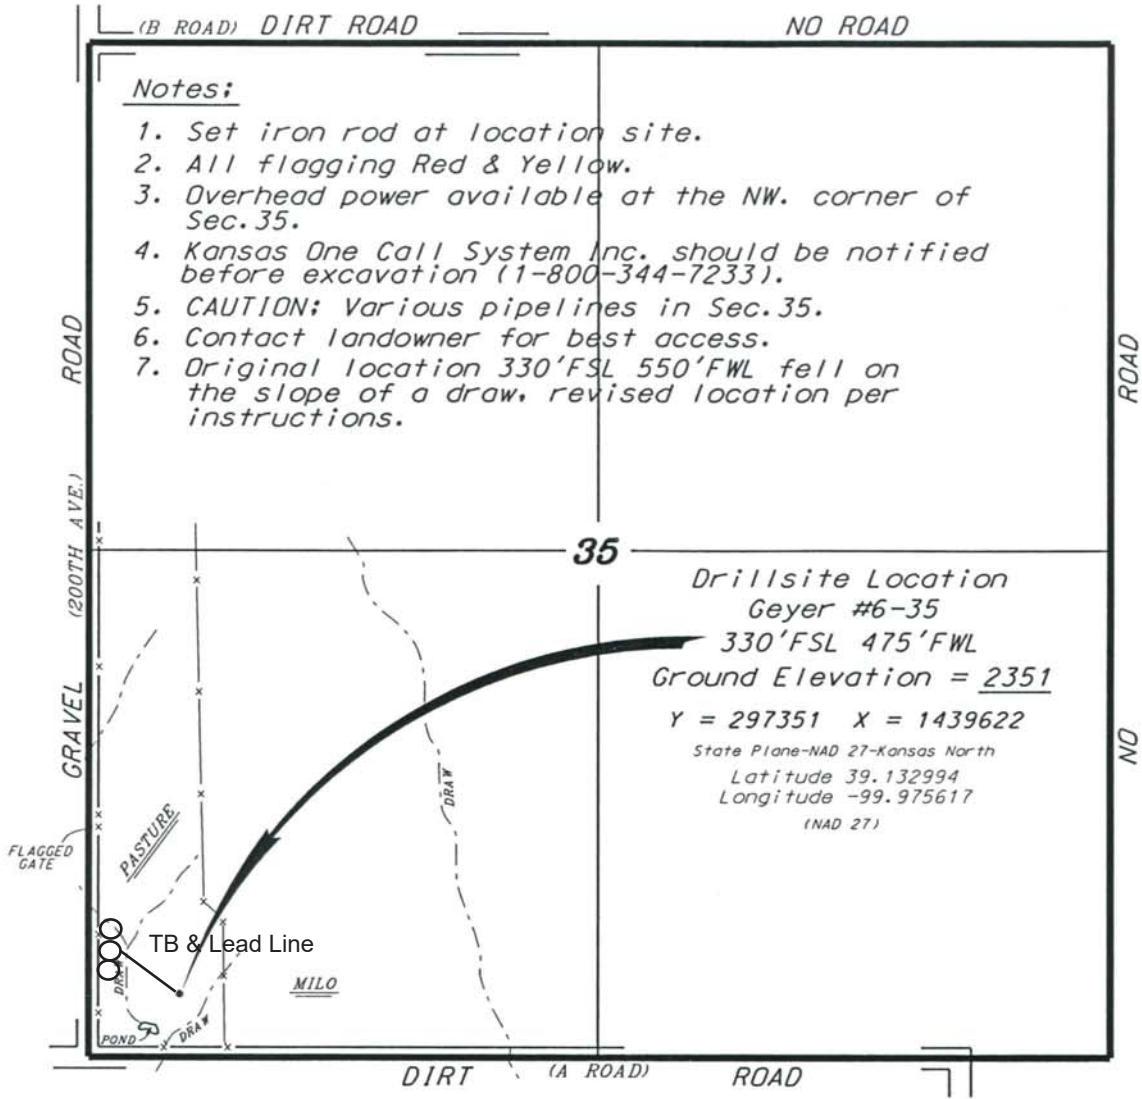 (B ROAD) DIRT ROAD
NO ROAD
Notes:
1. Set iron rod at location site.
2. All flagging Red & Yellow.
3. Overhead power available at the NW. corner of
Sec.35.
4. Kansas One Call System Inc. should be notified
before excavation (1-800-344-7233).
5. CAUTION: Various pipelines in Sec.35.
6. Contact landowner for best access.
7. Original location 330'FSL 550'FWL fell on
the slope of a draw, revised location per
instructions.
GRAVEL (200TH AVE.) ROAD
NO ROAD
35
Drillsite Location
Geyer #6-35
330'FSL 475'FWL
Ground Elevation = 2351
Y = 297351 X = 1439622
State Plane-NAD 27-Kansas North
Latitude 39.132994
Longitude -99.975617
(NAD 27)
DRAW
PASTURE
FLAGGED
GATE
TB & Lead Line
DRAW
MILO
POND
DRAW
DIRT (A ROAD) ROAD